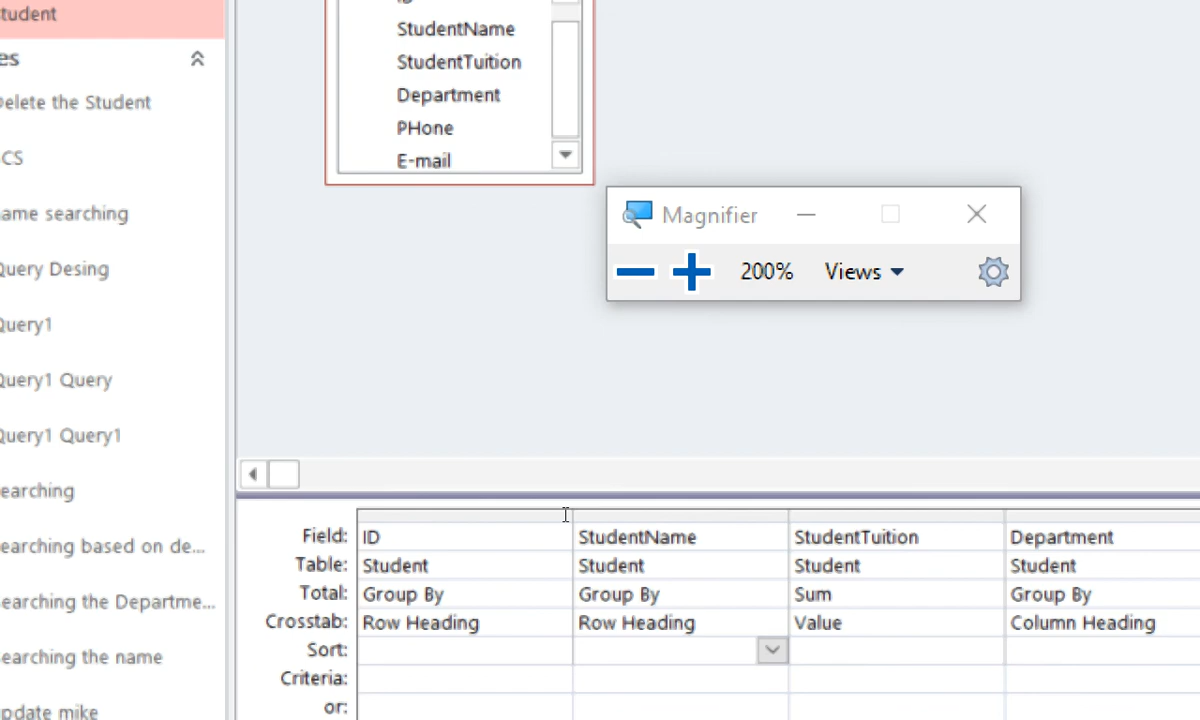 tudent
es
elete the Student
CS
ame searching
Query Desing
Query1
Query1 Query
Query1 Query1
earching
earching based on de...
earching the Departme...
earching the name
pdate mike
StudentName
StudentTuition
Department
PHone
E-mail
Magnifier
200% Views
Field: ID StudentName StudentTuition Department
Table: Student Student Student Student
Total: Group By Group By Sum Group By
Crosstab: Row Heading Row Heading Value Column Heading
Sort:
Criteria:
or: